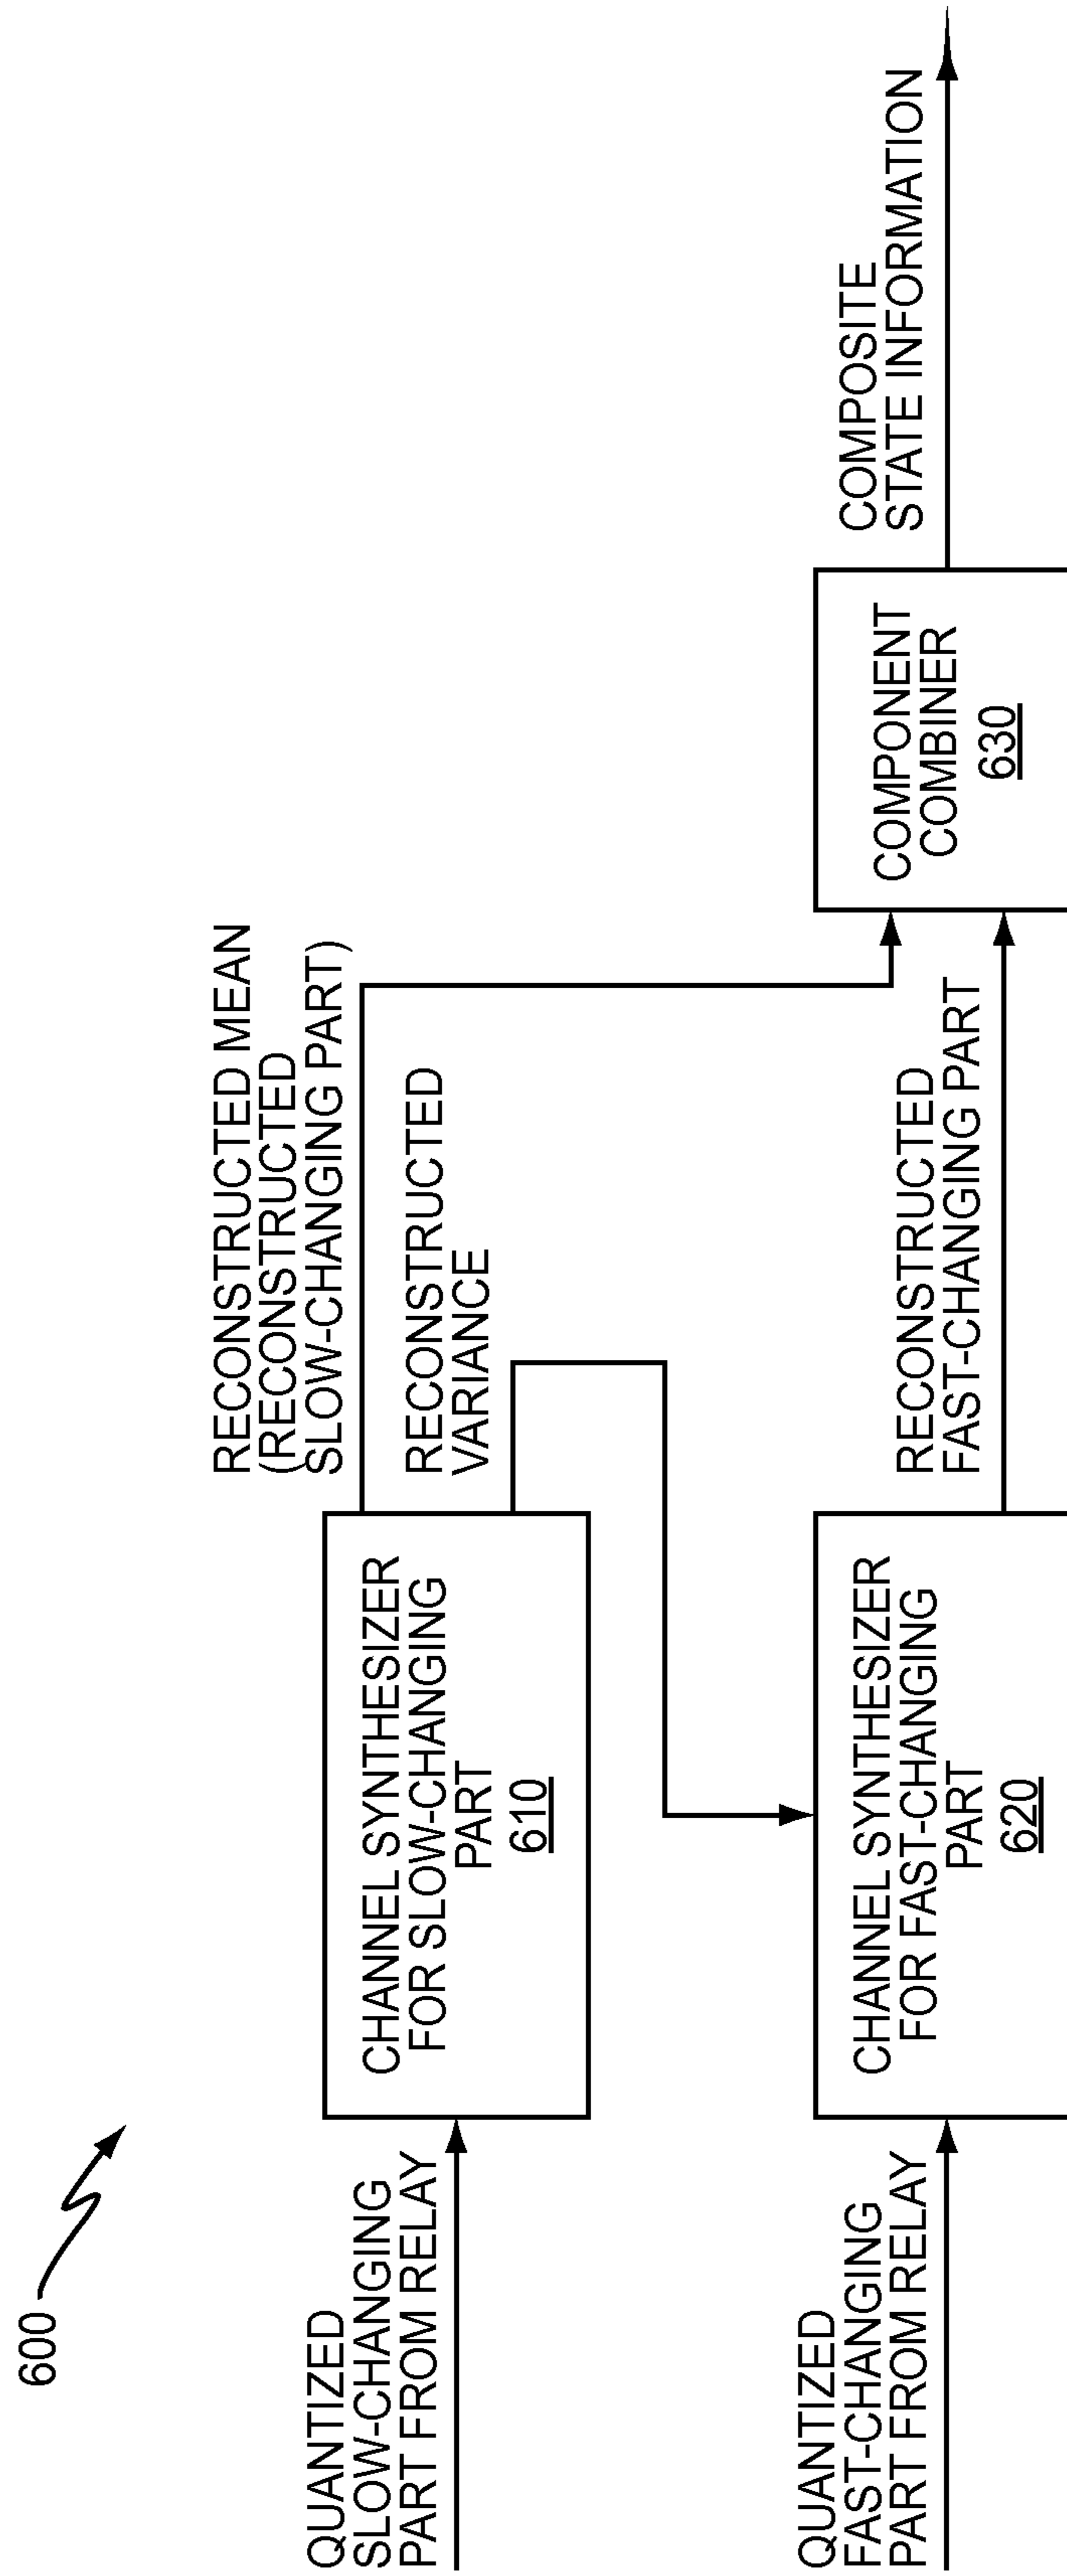 600
QUANTIZED
SLOW-CHANGING
PART FROM RELAY
CHANNEL SYNTHESIZER
FOR SLOW-CHANGING
PART
610
RECONSTRUCTED MEAN
(RECONSTRUCTED
SLOW-CHANGING PART)
RECONSTRUCTED
VARIANCE
QUANTIZED
FAST-CHANGING
PART FROM RELAY
CHANNEL SYNTHESIZER
FOR FAST-CHANGING
PART
620
RECONSTRUCTED
FAST-CHANGING PART
COMPONENT
COMBINER
630
COMPOSITE
STATE INFORMATION